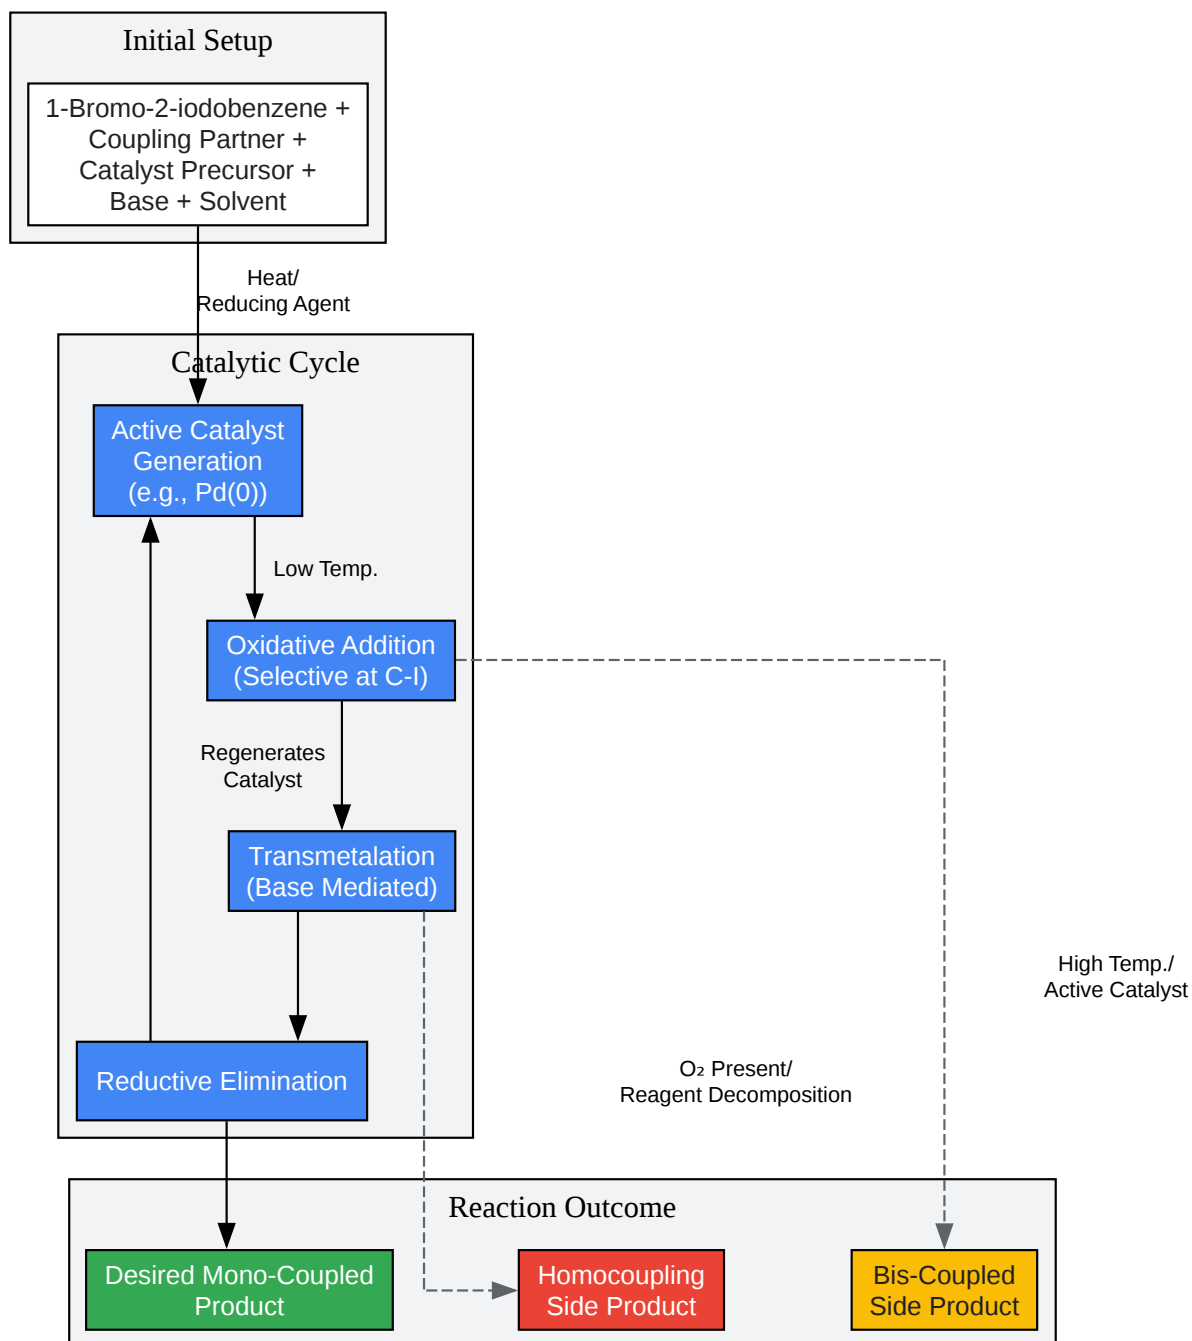 Initial Setup
1-Bromo-2-iodobenzene +
Coupling Partner +
Catalyst Precursor +
Base + Solvent
Heat/
Reducing Agent
Catalytic Cycle
Active Catalyst
Generation
(e.g., Pd(0))
Low Temp.
Oxidative Addition
(Selective at C-I)
Regenerates
Catalyst
Transmetalation
(Base Mediated)
High Temp./
Active Catalyst
O₂ Present/
Reagent Decomposition
Reductive Elimination
Reaction Outcome
Desired Mono-Coupled
Product
Homocoupling
Side Product
Bis-Coupled
Side Product